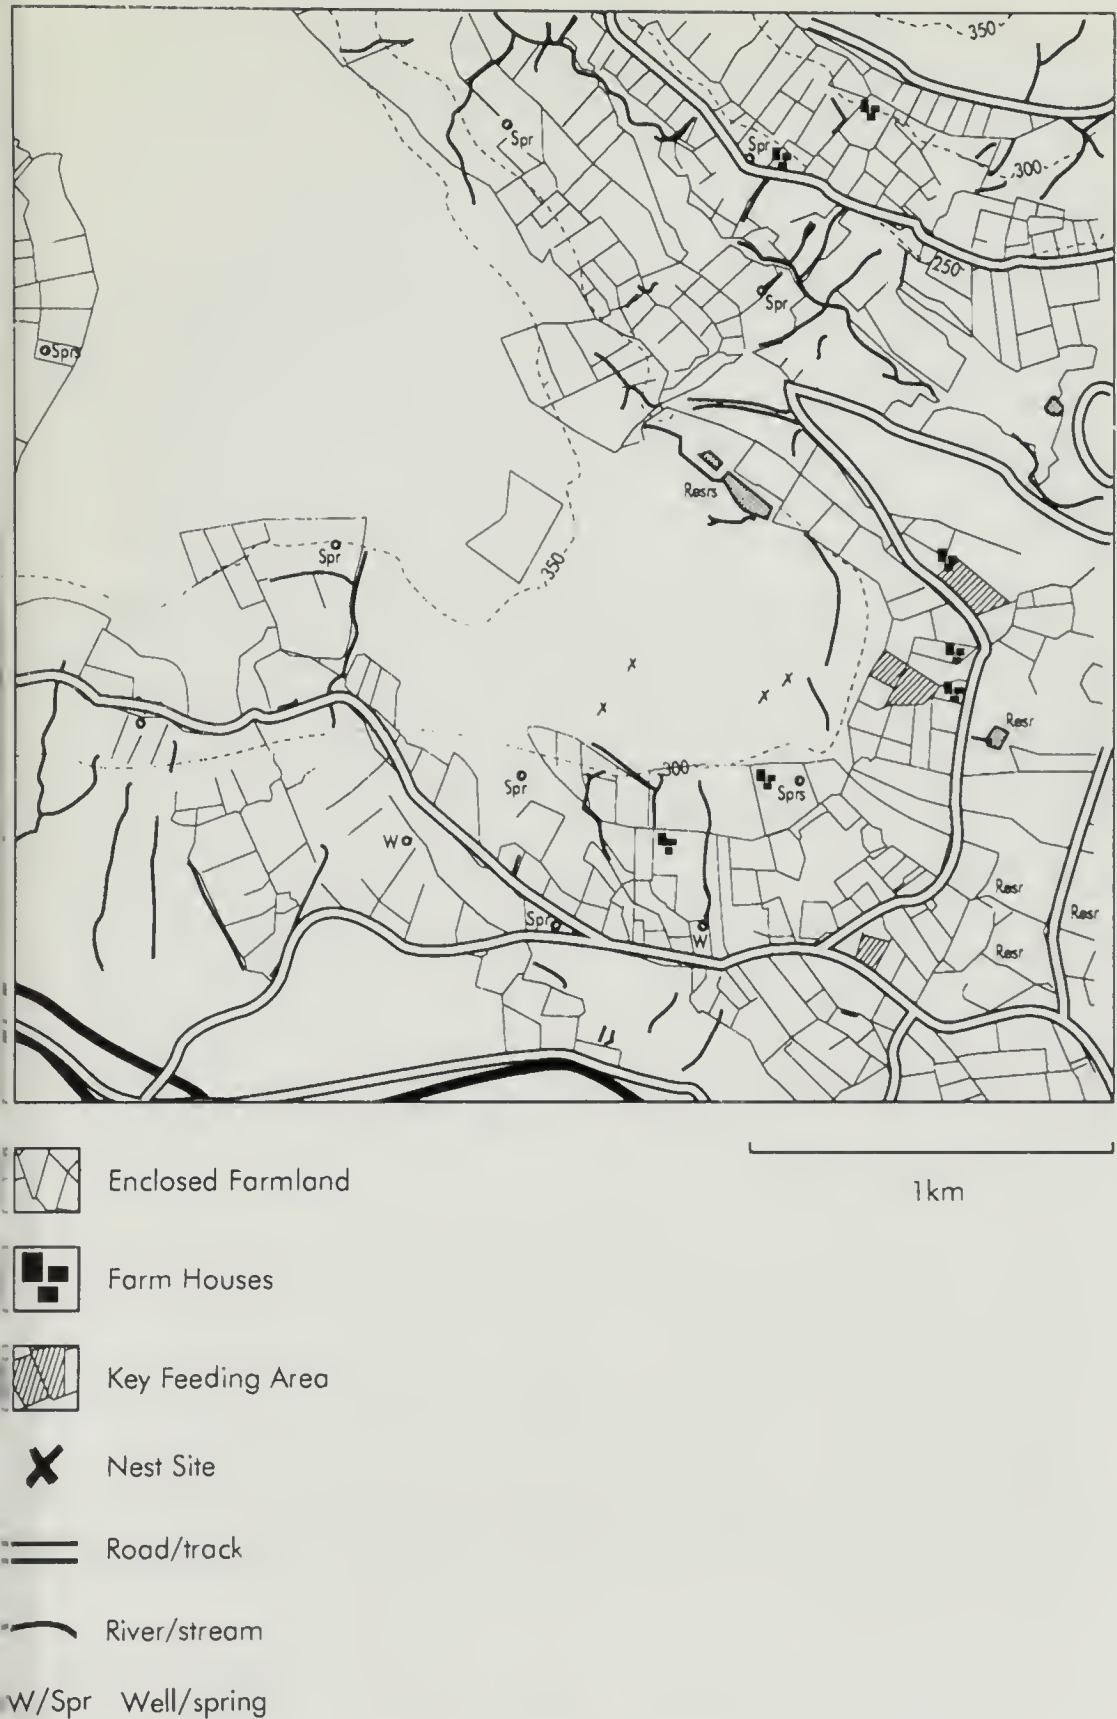 350
Spr
Spr
300
250
Spr
Sprs
Resrs
Spr
350
Resr
300
Spr
Sprs
W
Resr
Resr
Spr
W
Resr
Enclosed Farmland
1km
Farm Houses
Key Feeding Area
Nest Site
Road/track
River/stream
W/Spr Well/spring